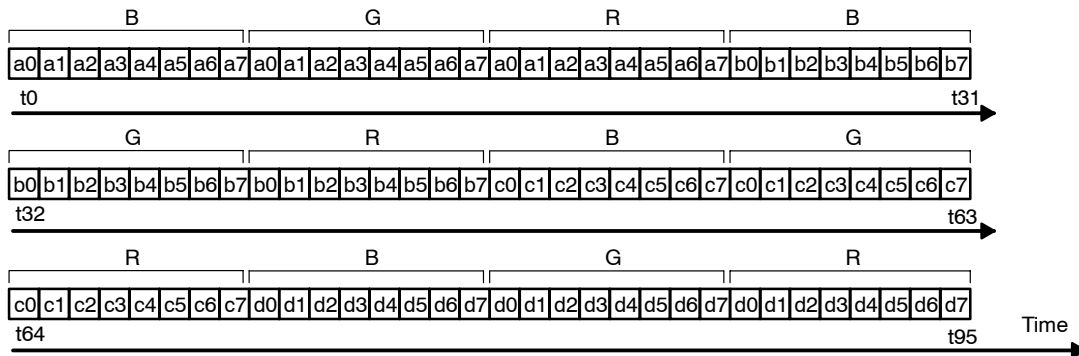 B G R B
a0 a1 a2 a3 a4 a5 a6 a7 a0 a1 a2 a3 a4 a5 a6 a7 a0 a1 a2 a3 a4 a5 a6 a7 b0 b1 b2 b3 b4 b5 b6 b7
t0 t31
G R B G
b0 b1 b2 b3 b4 b5 b6 b7 b0 b1 b2 b3 b4 b5 b6 b7 c0 c1 c2 c3 c4 c5 c6 c7 c0 c1 c2 c3 c4 c5 c6 c7
t32 t63
R B G R
c0 c1 c2 c3 c4 c5 c6 c7 d0 d1 d2 d3 d4 d5 d6 d7 d0 d1 d2 d3 d4 d5 d6 d7 d0 d1 d2 d3 d4 d5 d6 d7
t64 t95 Time